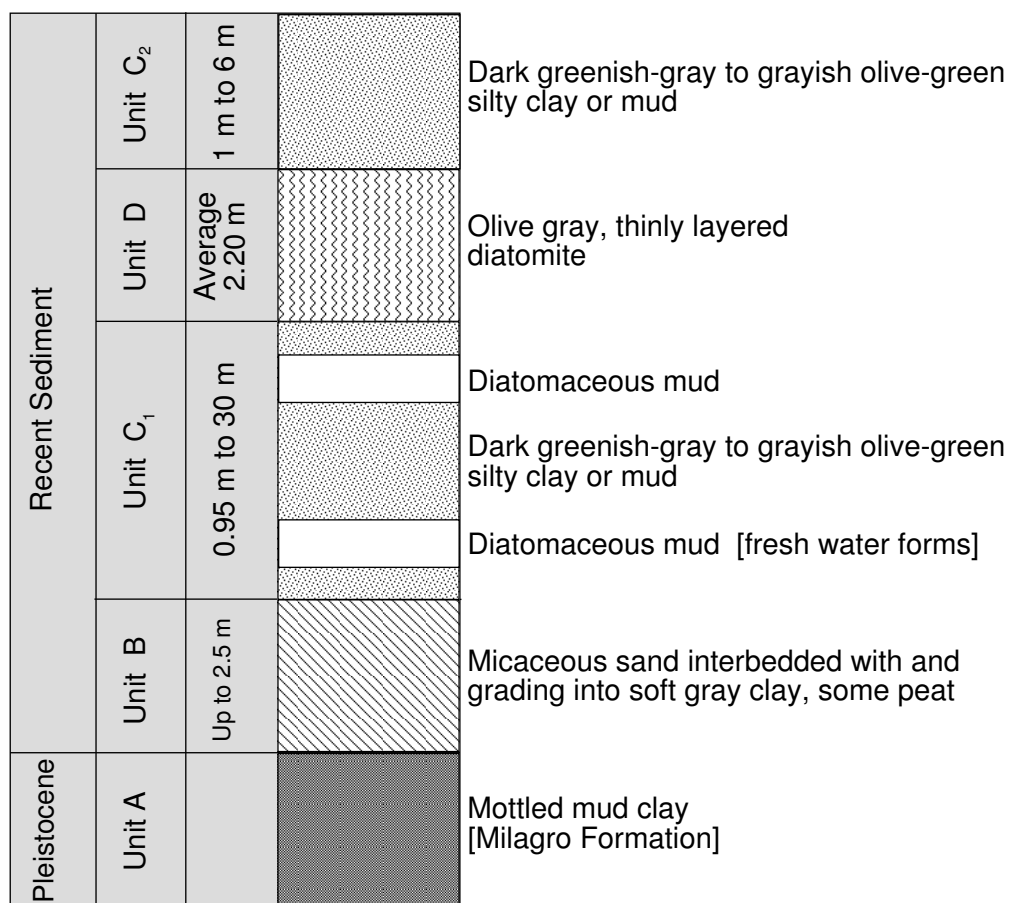 Recent Sediment
Unit C₂
1 m to 6 m
Dark greenish-gray to grayish olive-green
silty clay or mud
Unit D
Average
2.20 m
Olive gray, thinly layered
diatomite
Unit C₁
0.95 m to 30 m
Diatomaceous mud
Dark greenish-gray to grayish olive-green
silty clay or mud
Diatomaceous mud [fresh water forms]
Unit B
Up to 2.5 m
Micaceous sand interbedded with and
grading into soft gray clay, some peat
Pleistocene
Unit A
Mottled mud clay
[Milagro Formation]